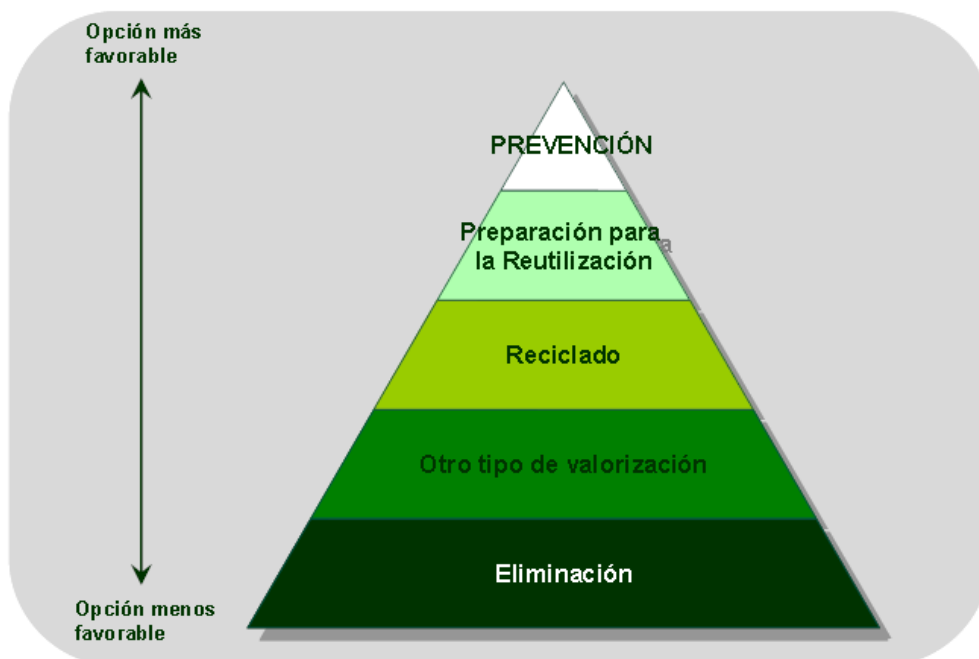 Opción más
favorable
PREVENCIÓN
Preparación para
la Reutilización
Reciclado
Otro tipo de valorización
Eliminación
Opción menos
favorable